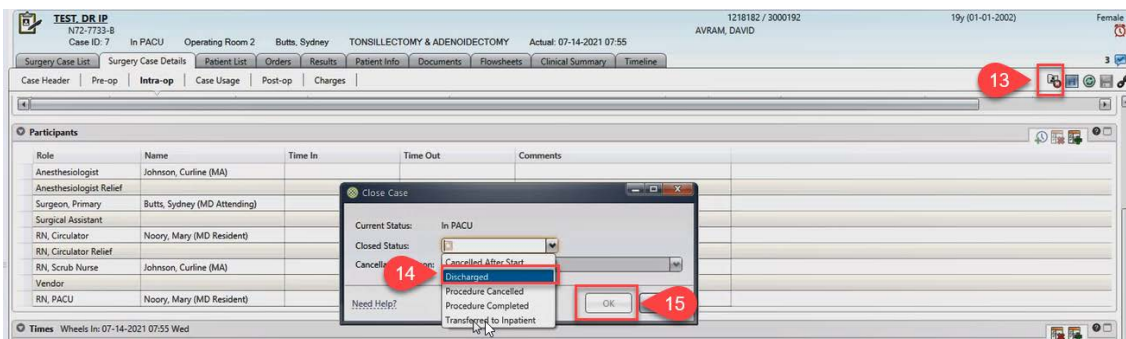 TEST, DR IP 1218182 / 3000192 19y (01-01-2002) Female
N72-7733-B AVRAM, DAVID
Case ID: 7 In PACU Operating Room 2 Butts, Sydney TONSILLECTOMY & ADENOIDECTOMY Actual: 07-14-2021 07:55
Surgery Case List Surgery Case Details Patient List Orders Results Patient Info Documents Flowsheets Clinical Summary Timeline 3
Case Header Pre-op Intra-op Case Usage Post-op Charges 13
Participants
Role Name Time In Time Out Comments
Anesthesiologist Johnson, Curline (MA)
Anesthesiologist Relief
Surgeon, Primary Butts, Sydney (MD Attending)
Surgical Assistant
RN, Circulator Noory, Mary (MD Resident)
RN, Circulator Relief
RN, Scrub Nurse Johnson, Curline (MA)
Vendor
RN, PACU Noory, Mary (MD Resident)
Close Case
Current Status: In PACU
Closed Status:
Cancelled After Start
14 Discharged
Procedure Cancelled
Procedure Completed
Transferred to Inpatient
Need Help? OK 15
Times Wheels In: 07-14-2021 07:55 Wed